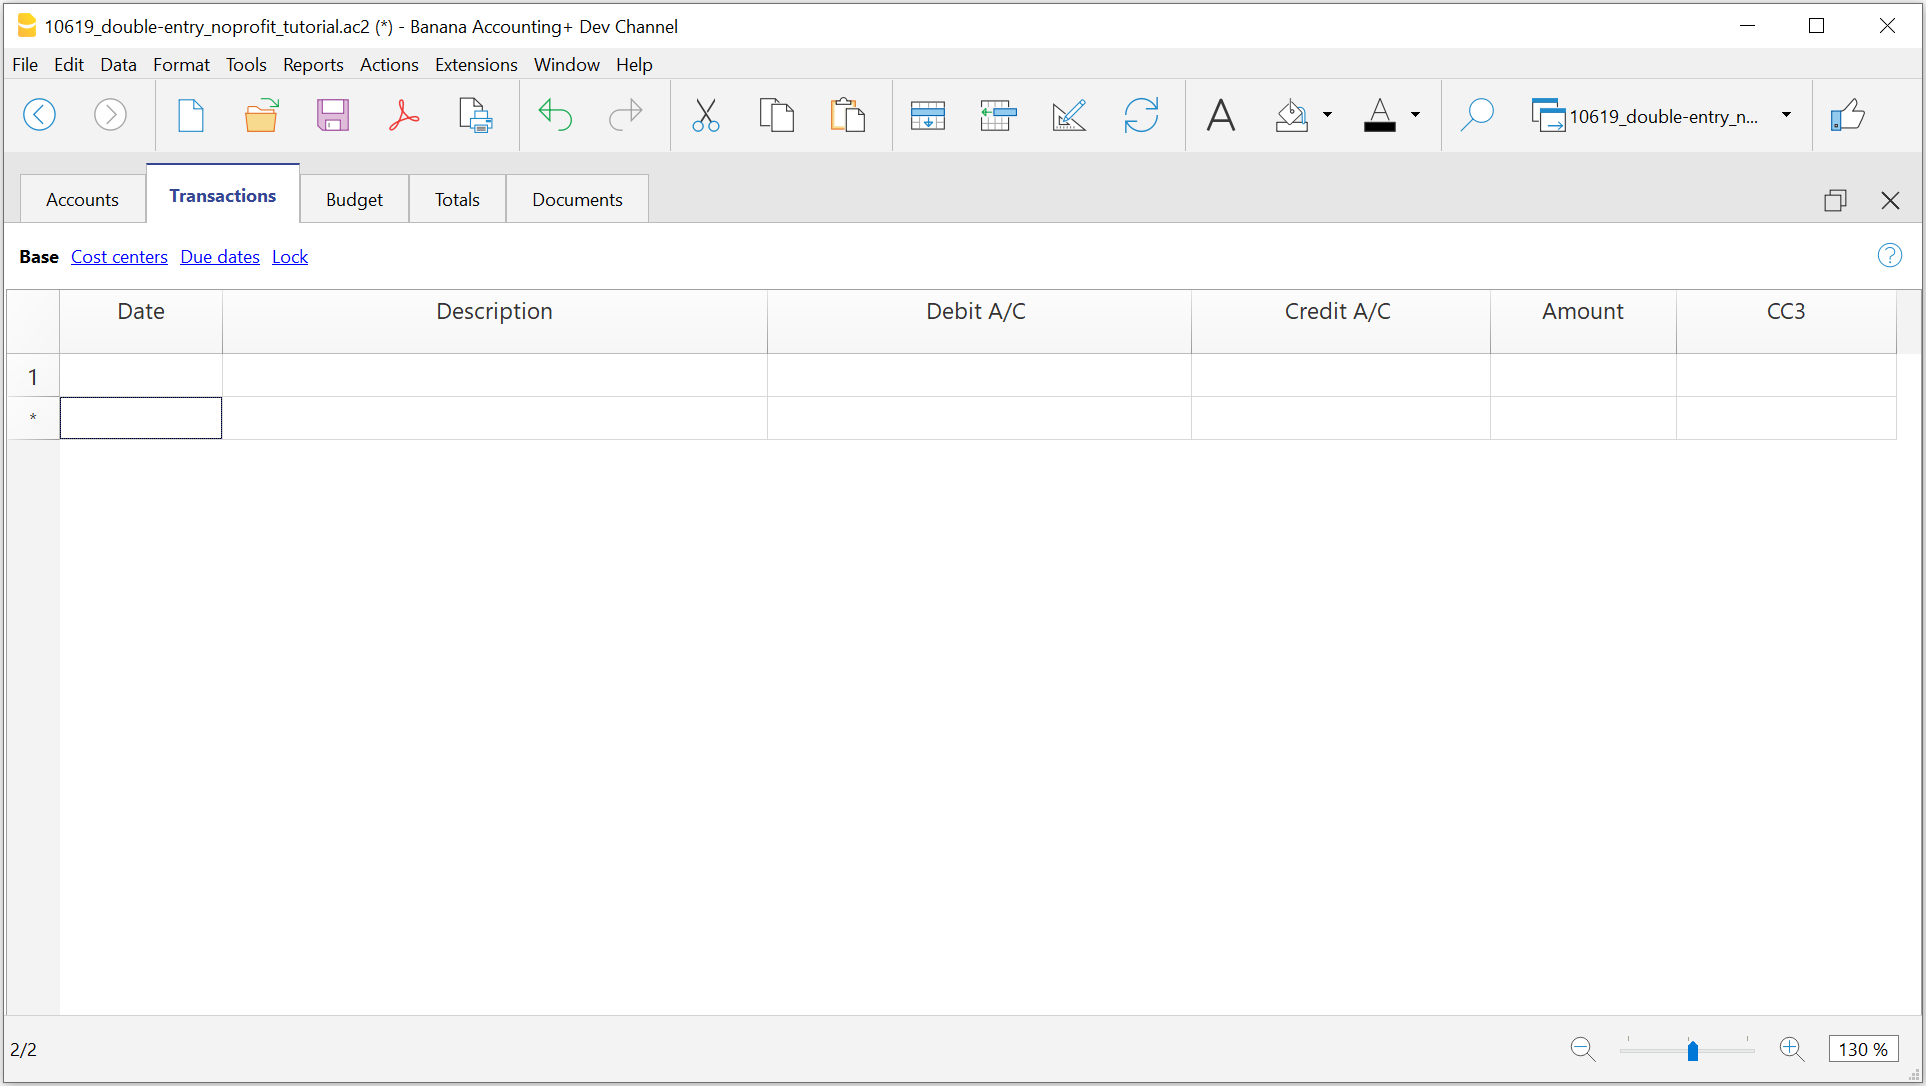 10619_double-entry_noprofit_tutorial.ac2 (*) - Banana Accounting+ Dev Channel
File Edit Data Format Tools Reports Actions Extensions Window Help
10619_double-entry_n...
Accounts Transactions Budget Totals Documents
Base Cost centers Due dates Lock
Date Description Debit A/C Credit A/C Amount CC3
1
*
2/2 130 %